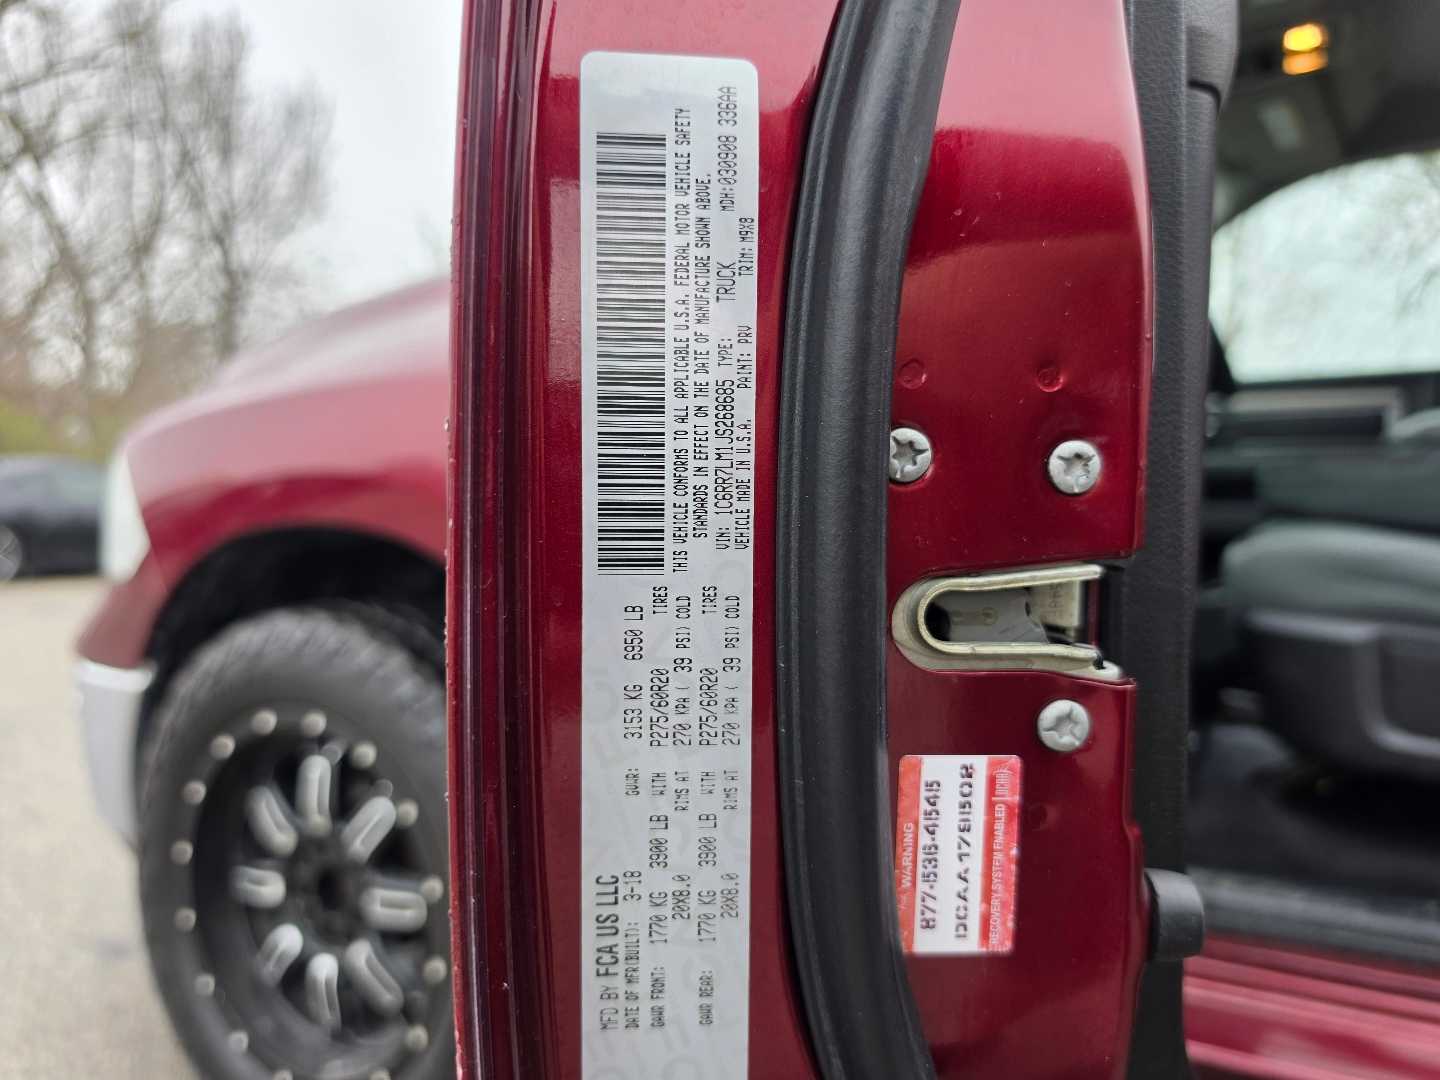 MFD BY FCA US LLC
DATE OF MFR(BUILT): 3-18 GVWR: 3153 KG 6950 LB
GAWR FRONT: 1770 KG 3900 LB WITH P275/60R20 TIRES
20X8.0 RIMS AT 270 KPA ( 39 PSI) COLD
GAWR REAR: 1770 KG 3900 LB WITH P275/60R20 TIRES
20X8.0 RIMS AT 270 KPA ( 39 PSI) COLD
THIS VEHICLE CONFORMS TO ALL APPLICABLE U.S.A. FEDERAL MOTOR VEHICLE SAFETY
STANDARDS IN EFFECT ON THE DATE OF MANUFACTURE SHOWN ABOVE.
VIN: 1C6RR7LM1JS268685 TYPE: TRUCK MDH:030908 336AA
VEHICLE MADE IN U.S.A. PAINT: PRV TRIM: M9X8
WARNING
877-536-4545
DCAA1791502
RECOVERY SYSTEM ENABLED